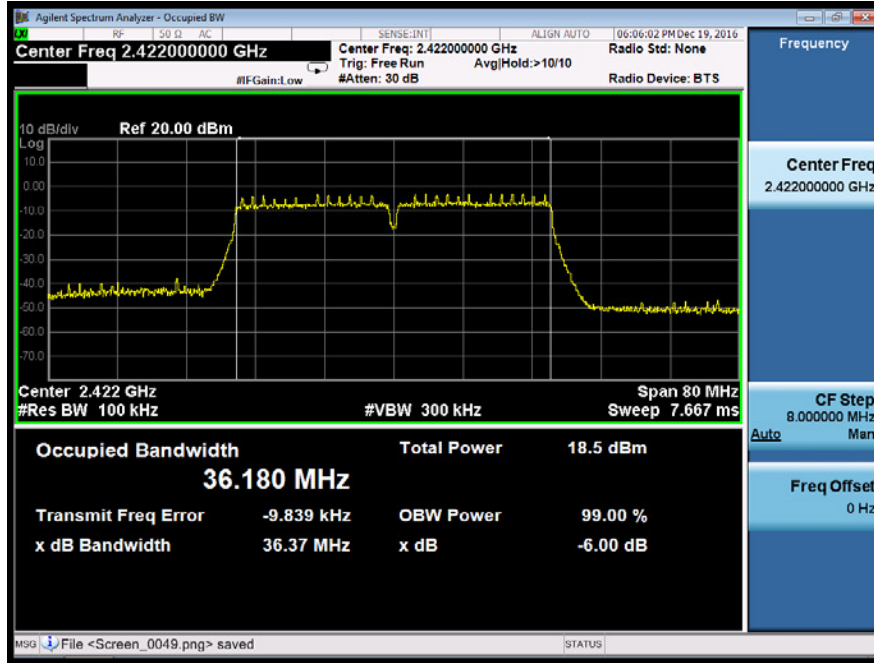 Agilent Spectrum Analyzer - Occupied BW
RF 50 Ω AC SENSE:INT ALIGN AUTO 06:06:02 PM Dec 19, 2016
Center Freq 2.422000000 GHz
Center Freq: 2.422000000 GHz
Radio Std: None
Trig: Free Run
Avg|Hold:>10/10
#IFGain:Low
#Atten: 30 dB
Radio Device: BTS
10 dB/div Ref 20.00 dBm
Log
10.0
0.00
-10.0
-20.0
-30.0
-40.0
-50.0
-60.0
-70.0
Center 2.422 GHz
Span 80 MHz
#Res BW 100 kHz
#VBW 300 kHz
Sweep 7.667 ms
Occupied Bandwidth
36.180 MHz
Total Power 18.5 dBm
Transmit Freq Error -9.839 kHz
OBW Power 99.00 %
x dB Bandwidth 36.37 MHz
x dB -6.00 dB
Frequency
Center Freq
2.422000000 GHz
CF Step
8.000000 MHz
Auto Man
Freq Offset
0 Hz
MSG File <Screen_0049.png> saved
STATUS